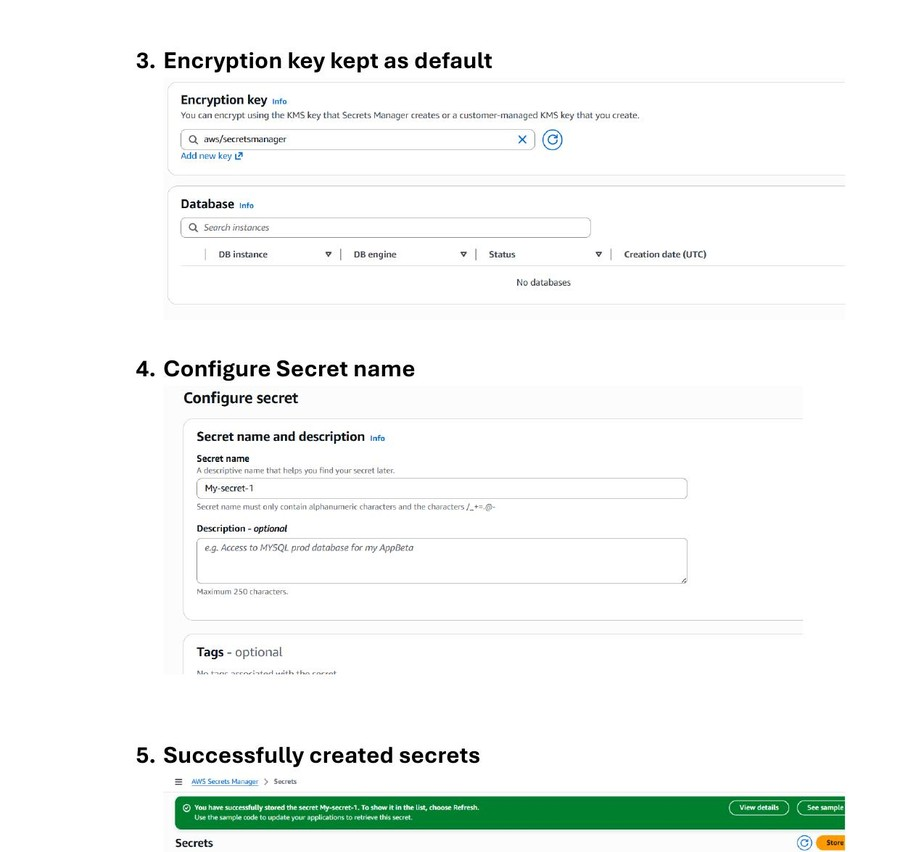 3. Encryption key kept as default
Encryption key Info
You can encrypt using the KMS key that Secrets Manager creates or a customer-managed KMS key that you create.
aws/secretsmanager
Add new key
Database Info
Search instances
DB instance DB engine Status Creation date (UTC)
No databases
4. Configure Secret name
Configure secret
Secret name and description Info
Secret name
A descriptive name that helps you find your secret later.
My-secret-1
Secret name must only contain alphanumeric characters and the characters /_+=.@-
Description - optional
e.g. Access to MYSQL prod database for my AppBeta
Maximum 250 characters.
Tags - optional
No tags associated with the secret.
5. Successfully created secrets
AWS Secrets Manager > Secrets
You have successfully stored the secret My-secret-1. To show it in the list, choose Refresh.
Use the sample code to update your applications to retrieve this secret.
View details
See sample
Secrets
Store